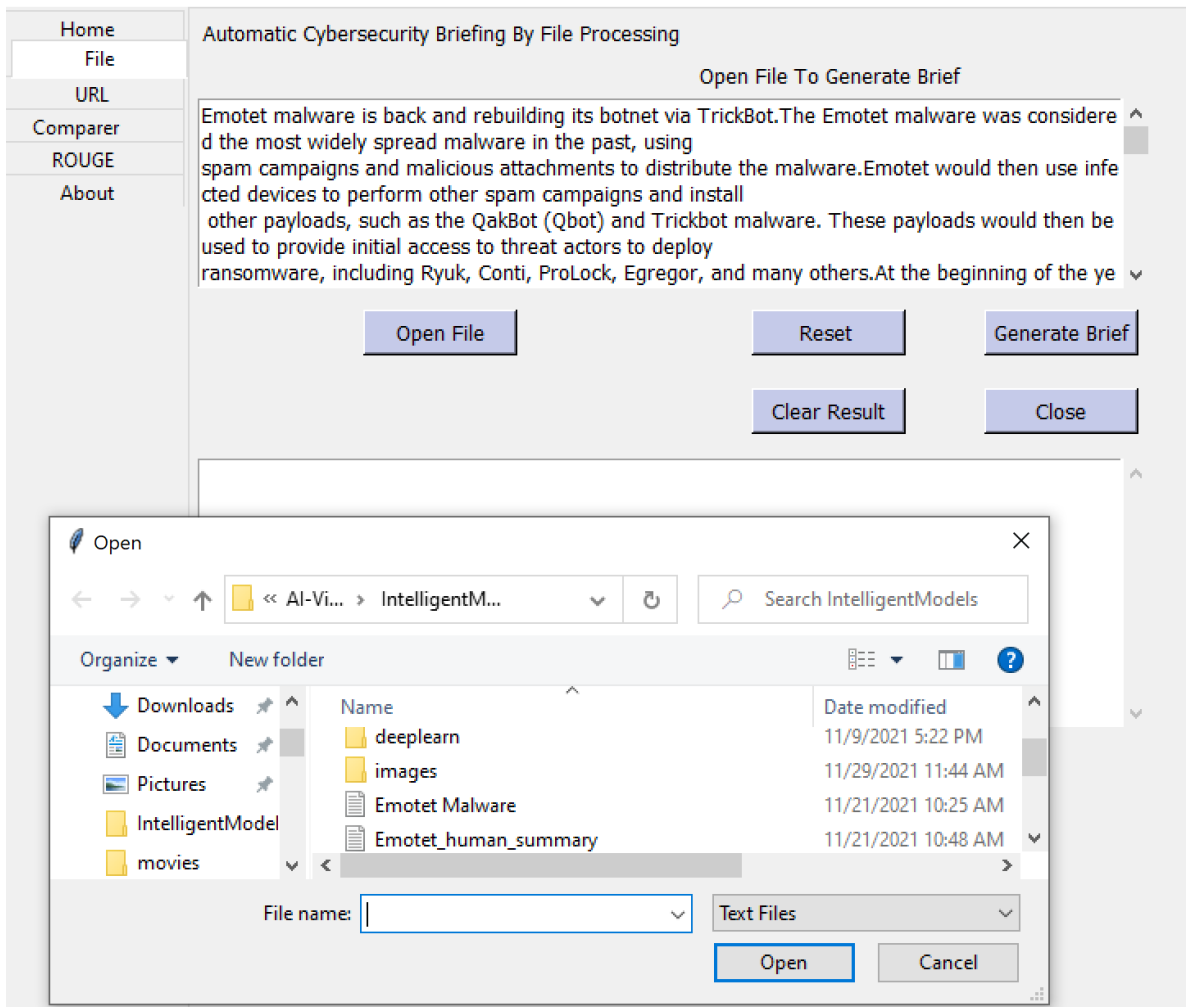 Home
File
URL
Comparer
ROUGE
About
Automatic Cybersecurity Briefing By File Processing
Open File To Generate Brief
Emotet malware is back and rebuilding its botnet via TrickBot.The Emotet malware was considere
d the most widely spread malware in the past, using
spam campaigns and malicious attachments to distribute the malware.Emotet would then use infe
cted devices to perform other spam campaigns and install
other payloads, such as the QakBot (Qbot) and Trickbot malware. These payloads would then be
used to provide initial access to threat actors to deploy
ransomware, including Ryuk, Conti, ProLock, Egregor, and many others.At the beginning of the ye
Open File
Reset
Generate Brief
Clear Result
Close
Open
« AI-Vi... › IntelligentM...
Search IntelligentModels
Organize
New folder
Downloads
Documents
Pictures
IntelligentModel
movies
Name
Date modified
deeplearn
11/9/2021 5:22 PM
images
11/29/2021 11:44 AM
Emotet Malware
11/21/2021 10:25 AM
Emotet_human_summary
11/21/2021 10:48 AM
File name:
Text Files
Open
Cancel